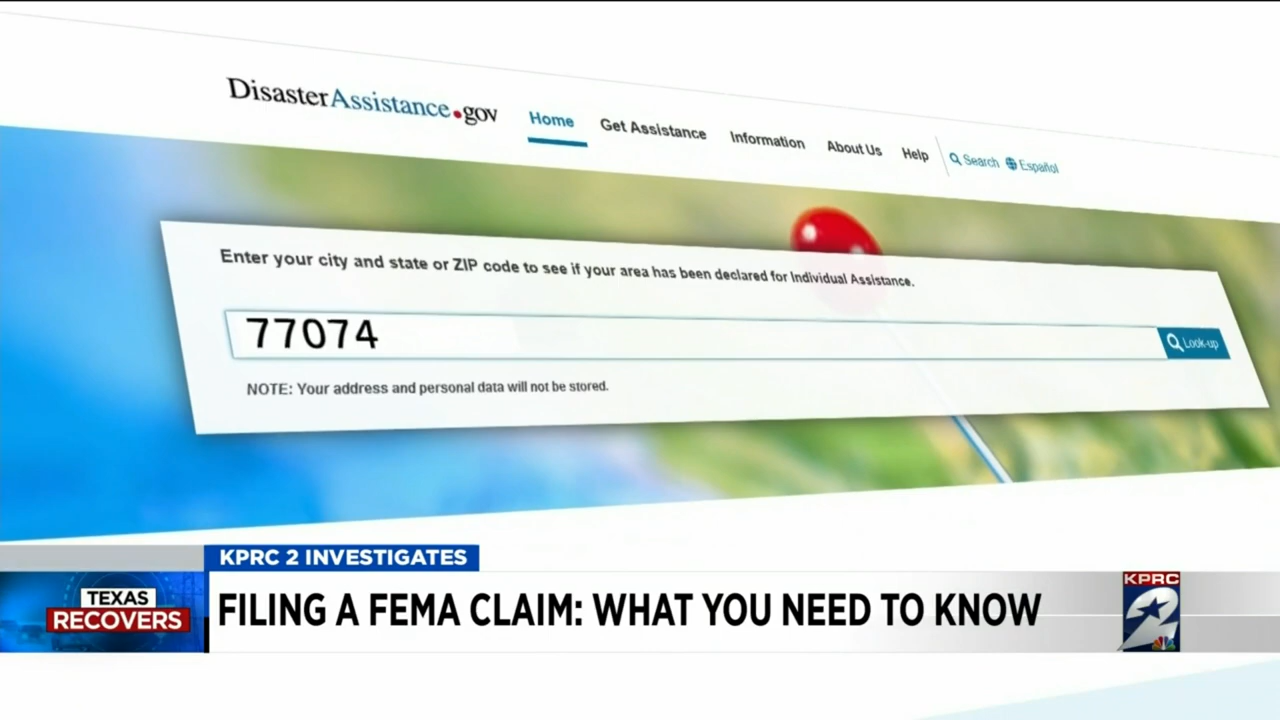 DisasterAssistance.gov
Home Get Assistance Information About Us Help Search Español
Enter your city and state or ZIP code to see if your area has been declared for Individual Assistance.
77074 Look-up
NOTE: Your address and personal data will not be stored.
KPRC 2 INVESTIGATES
TEXAS
RECOVERS
FILING A FEMA CLAIM: WHAT YOU NEED TO KNOW
KPRC
2